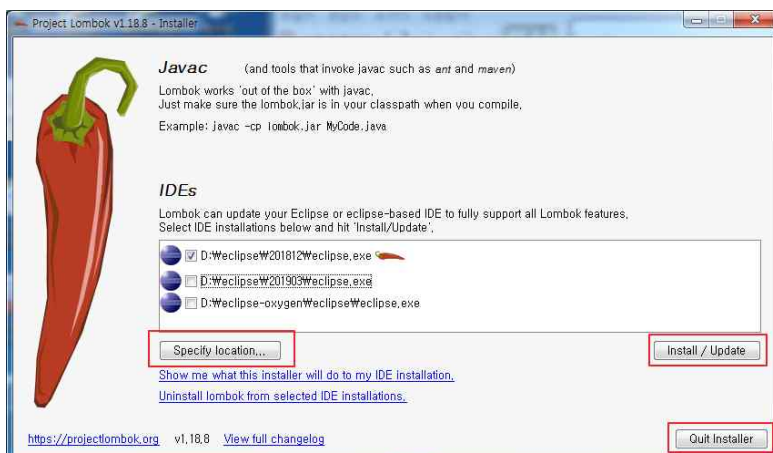 Project Lombok v1.18.8 - Installer
Javac (and tools that invoke javac such as ant and maven)
Lombok works 'out of the box' with javac,
Just make sure the lombok,jar is in your classpath when you compile,
Example: javac -cp lombok.jar MyCode.java
IDEs
Lombok can update your Eclipse or eclipse-based IDE to fully support all Lombok features,
Select IDE installations below and hit 'Install/Update',
D:₩eclipse₩201812₩eclipse,exe
D:₩eclipse₩201903₩eclipse,exe
D:₩eclipse-oxygen₩eclipse₩eclipse,exe
Specify location,,,
Install / Update
Show me what this installer will do to my IDE installation,
Uninstall lombok from selected IDE installations,
https://projectlombok,org v1,18,8 View full changelog
Quit Installer